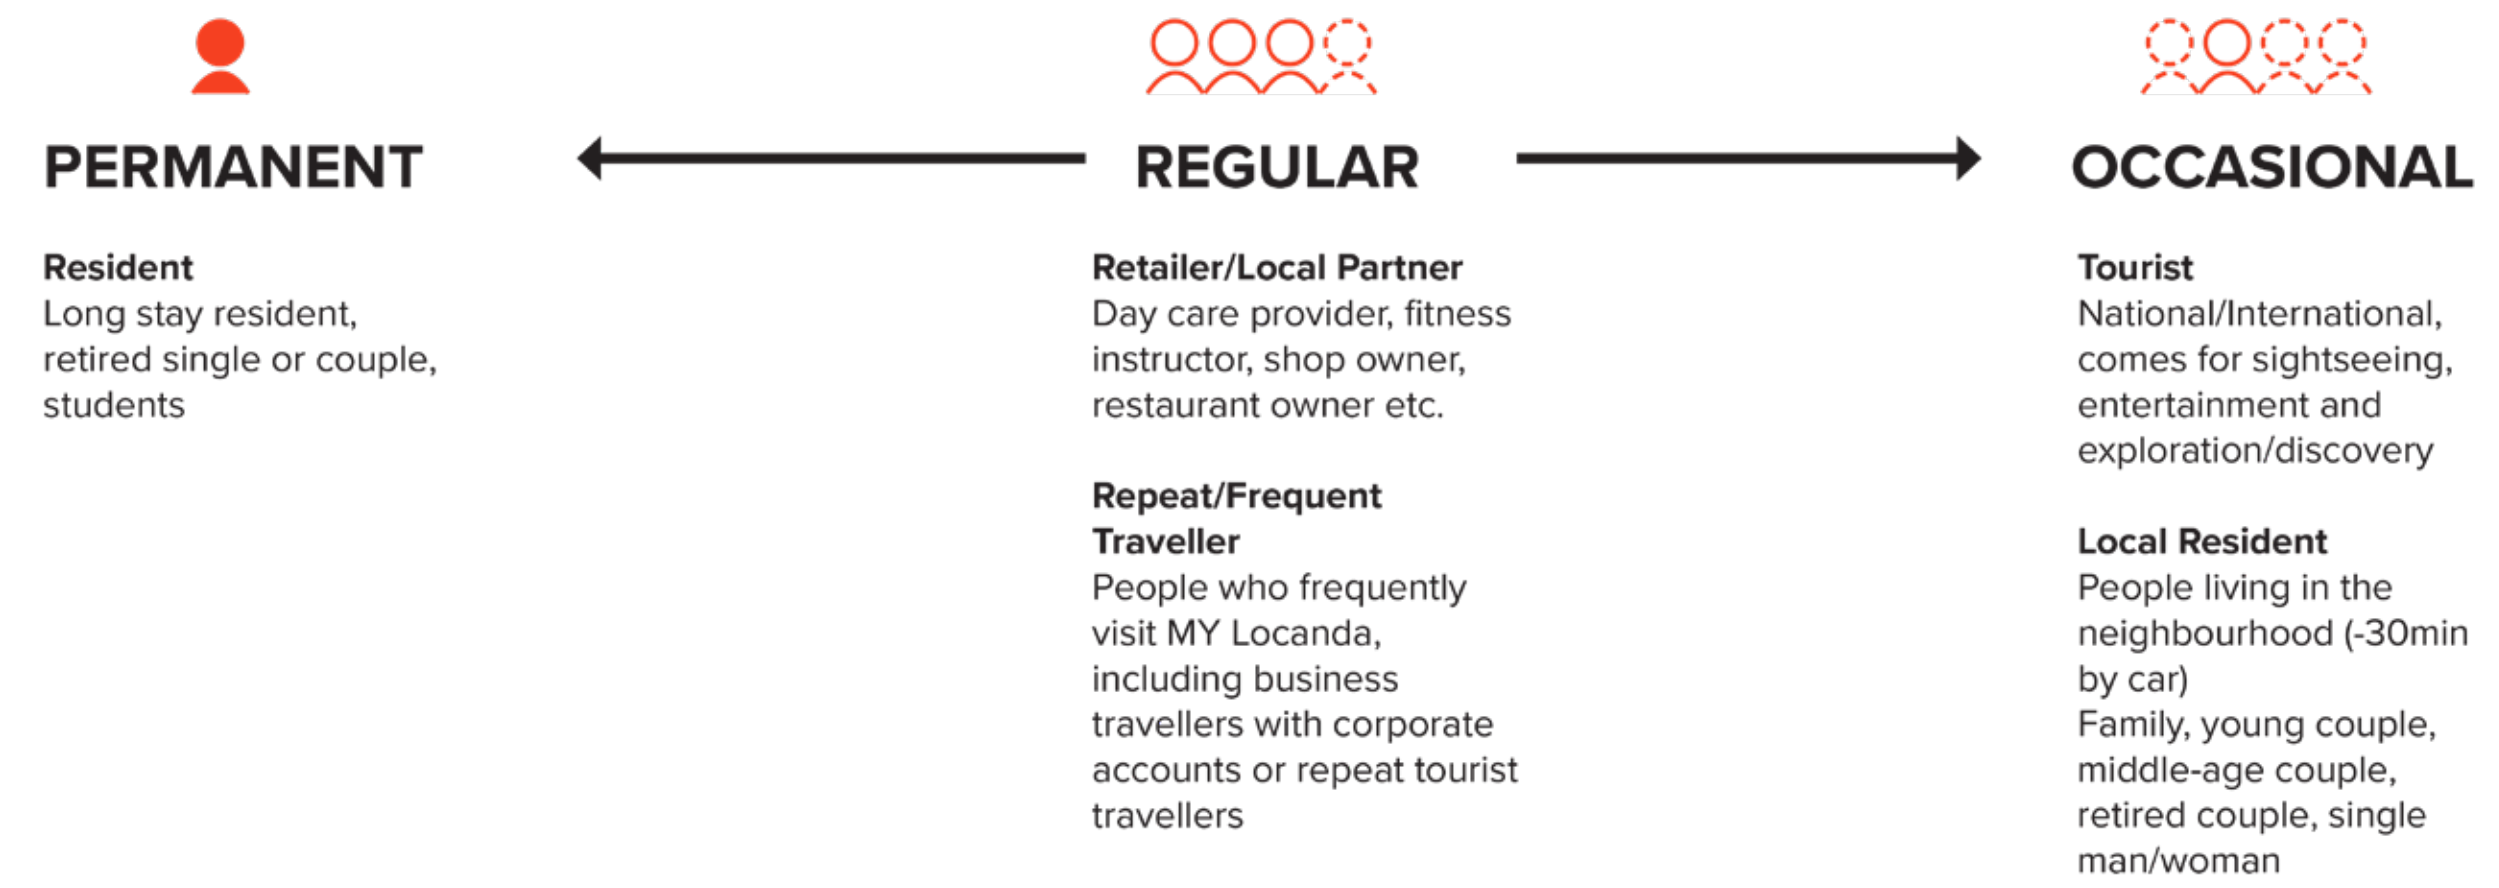 PERMANENT
REGULAR
OCCASIONAL
Resident
Long stay resident,
retired single or couple,
students
Retailer/Local Partner
Day care provider, fitness
instructor, shop owner,
restaurant owner etc.
Repeat/Frequent
Traveller
People who frequently
visit MY Locanda,
including business
travellers with corporate
accounts or repeat tourist
travellers
Tourist
National/International,
comes for sightseeing,
entertainment and
exploration/discovery
Local Resident
People living in the
neighbourhood (-30min
by car)
Family, young couple,
middle-age couple,
retired couple, single
man/woman